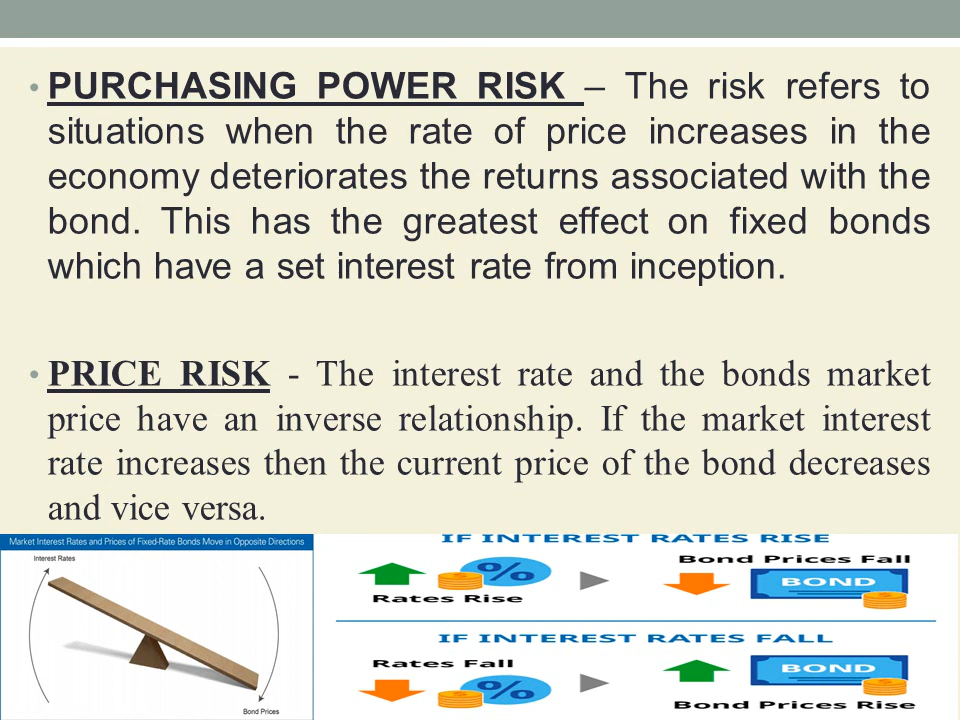 • PURCHASING POWER RISK – The risk refers to
situations when the rate of price increases in the
economy deteriorates the returns associated with the
bond. This has the greatest effect on fixed bonds
which have a set interest rate from inception.
• PRICE RISK - The interest rate and the bonds market
price have an inverse relationship. If the market interest
rate increases then the current price of the bond decreases
and vice versa.
Market Interest Rates and Prices of Fixed-Rate Bonds Move in Opposite Directions
Interest Rates
Bond Prices
IF INTEREST RATES RISE
Bond Prices Fall
%
BOND
Rates Rise
IF INTEREST RATES FALL
Rates Fall
%
BOND
Bond Prices Rise